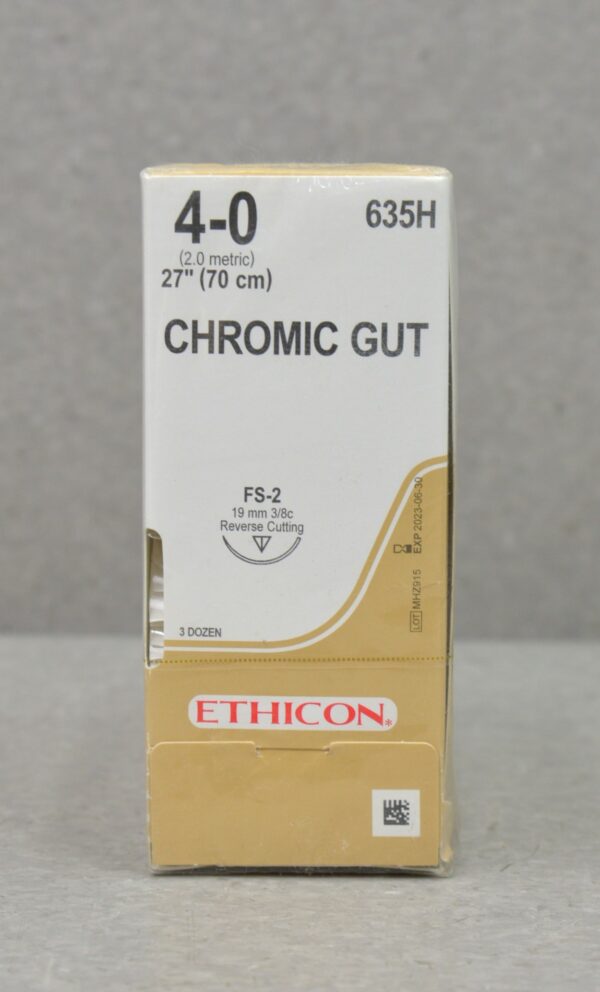 4-0
635H
(2.0 metric)
27" (70 cm)
CHROMIC GUT
FS-2
19 mm 3/8c
Reverse Cutting
EXP 2023-06-30
LOT MHZ915
3 DOZEN
ETHICON*